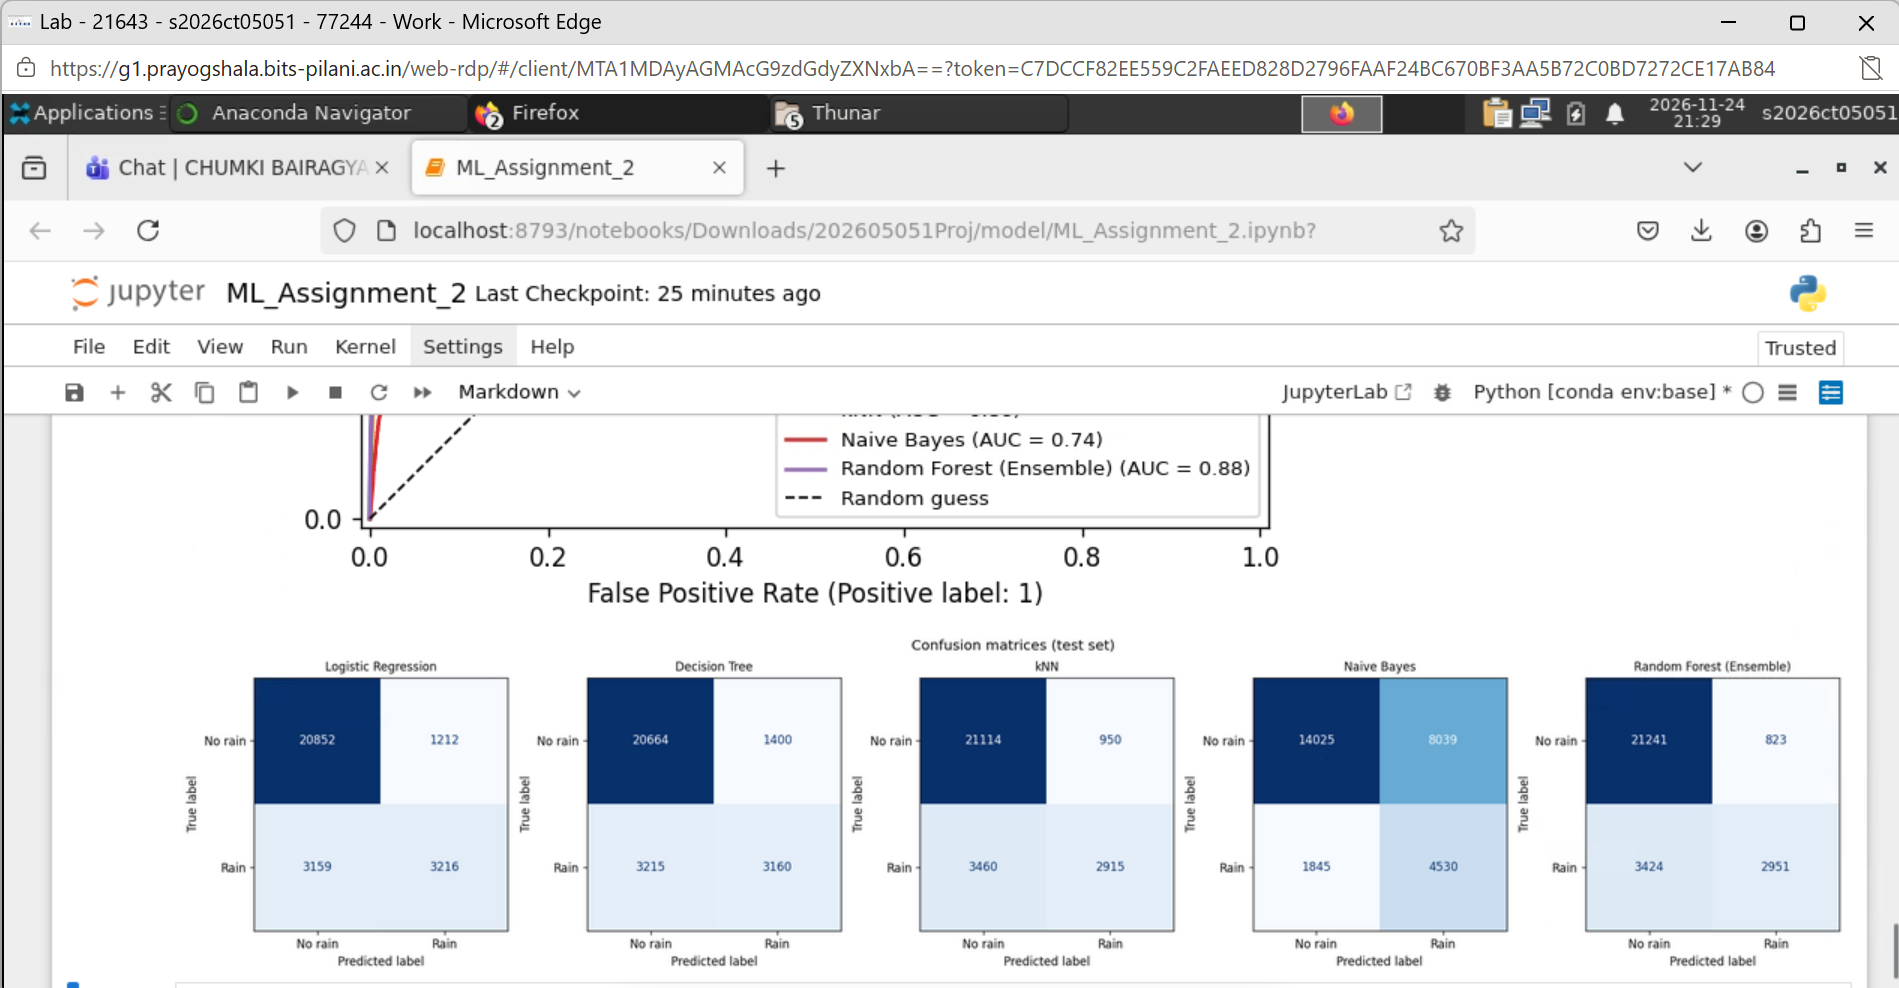 Lab - 21643 - s2026ct05051 - 77244 - Work - Microsoft Edge
https://g1.prayogshala.bits-pilani.ac.in/web-rdp/#/client/MTA1MDAyAGMAcG9zdGdyZXNxbA==?token=C7DCCF82EE559C2FAEED828D2796FAAF24BC670BF3AA5B72C0BD7272CE17AB84
Applications Anaconda Navigator 2 Firefox 5 Thunar 2026-11-24 21:29 s2026ct05051
Chat | CHUMKI BAIRAGYA ML_Assignment_2
localhost:8793/notebooks/Downloads/202605051Proj/model/ML_Assignment_2.ipynb?
jupyter ML_Assignment_2 Last Checkpoint: 25 minutes ago
File Edit View Run Kernel Settings Help Trusted
Markdown JupyterLab Python [conda env:base] *
Naive Bayes (AUC = 0.74)
Random Forest (Ensemble) (AUC = 0.88)
Random guess
0.0
0.0 0.2 0.4 0.6 0.8 1.0
False Positive Rate (Positive label: 1)
Confusion matrices (test set)
Logistic Regression Decision Tree kNN Naive Bayes Random Forest (Ensemble)
No rain 20852 1212 No rain 20664 1400 No rain 21114 950 No rain 14025 8039 No rain 21241 823
True label True label True label True label True label
Rain 3159 3216 Rain 3215 3160 Rain 3460 2915 Rain 1845 4530 Rain 3424 2951
No rain Rain No rain Rain No rain Rain No rain Rain No rain Rain
Predicted label Predicted label Predicted label Predicted label Predicted label